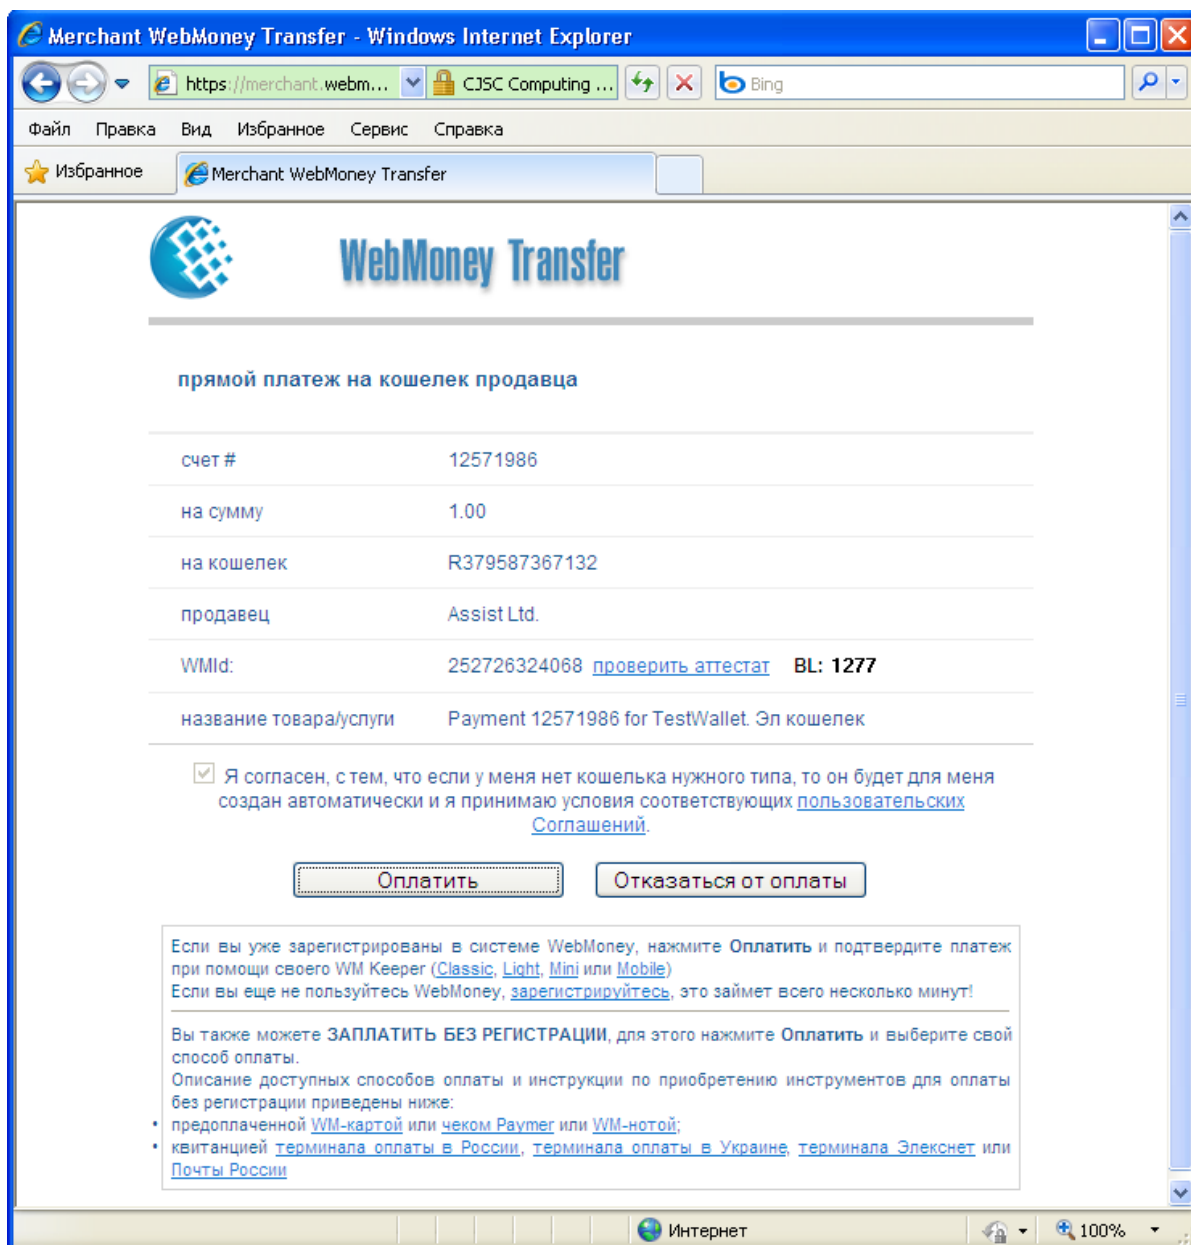 Merchant WebMoney Transfer - Windows Internet Explorer
https://merchant.webm... CJSC Computing ... Bing
Файл Правка Вид Избранное Сервис Справка
Избранное Merchant WebMoney Transfer
WebMoney Transfer
прямой платеж на кошелек продавца
счет # 12571986
на сумму 1.00
на кошелек R379587367132
продавец Assist Ltd.
WMId: 252726324068 проверить аттестат BL: 1277
название товара/услуги Payment 12571986 for TestWallet. Эл кошелек
Я согласен, с тем, что если у меня нет кошелька нужного типа, то он будет для меня
создан автоматически и я принимаю условия соответствующих пользовательских
Соглашений.
Оплатить Отказаться от оплаты
Если вы уже зарегистрированы в системе WebMoney, нажмите Оплатить и подтвердите платеж
при помощи своего WM Keeper (Classic, Light, Mini или Mobile)
Если вы еще не пользуйтесь WebMoney, зарегистрируйтесь, это займет всего несколько минут!
Вы также можете ЗАПЛАТИТЬ БЕЗ РЕГИСТРАЦИИ, для этого нажмите Оплатить и выберите свой
способ оплаты.
Описание доступных способов оплаты и инструкции по приобретению инструментов для оплаты
без регистрации приведены ниже:
• предоплаченной WM-картой или чеком Paymer или WM-нотой;
• квитанцией терминала оплаты в России, терминала оплаты в Украине, терминала Элекснет или
Почты России
Интернет 100%